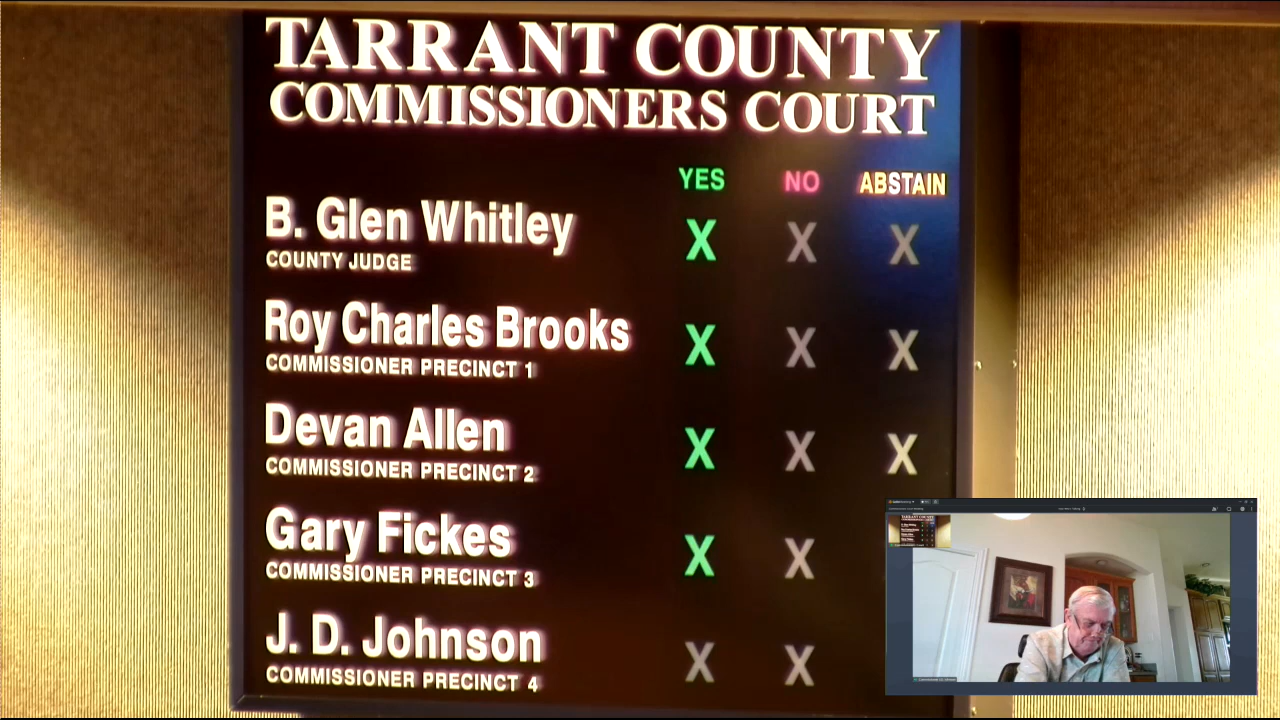 TARRANT COUNTY
COMMISSIONERS COURT
YES NO ABSTAIN
B. Glen Whitley X X X
COUNTY JUDGE
Roy Charles Brooks X X X
COMMISSIONER PRECINCT 1
Devan Allen X X X
COMMISSIONER PRECINCT 2
Gary Fickes X X
COMMISSIONER PRECINCT 3
J. D. Johnson X X
COMMISSIONER PRECINCT 4